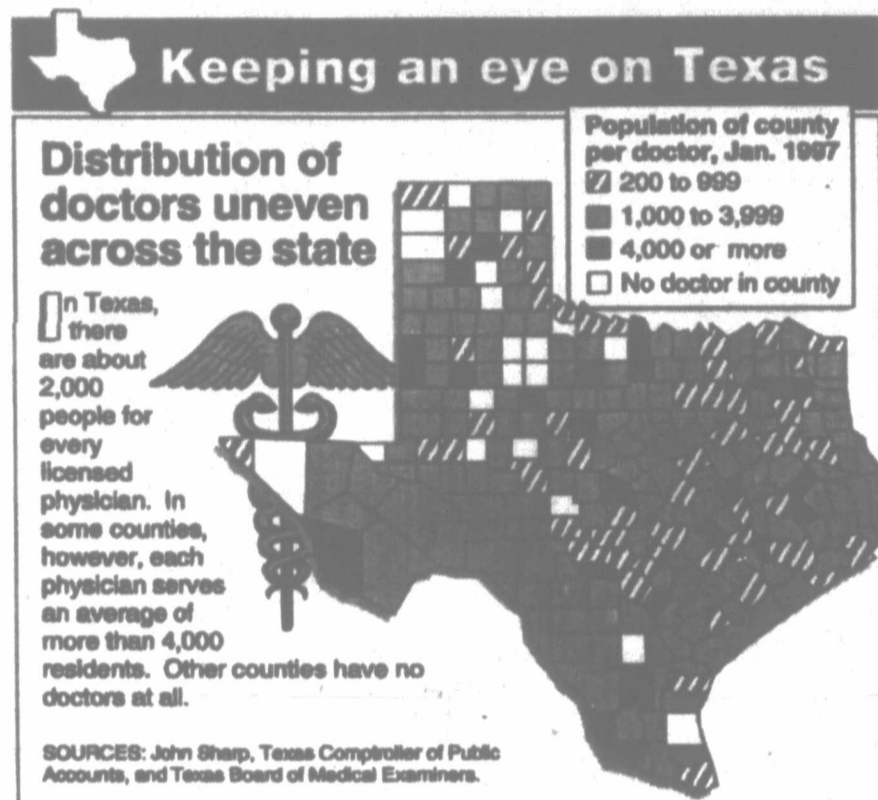 Keeping an eye on Texas
Distribution of
doctors uneven
across the state
In Texas,
there
are about
2,000
people for
every
licensed
physician. In
some counties,
however, each
physician serves
an average of
more than 4,000
residents. Other counties have no
doctors at all.
SOURCES: John Sharp, Texas Comptroller of Public
Accounts, and Texas Board of Medical Examiners.
Population of county
per doctor, Jan. 1997
200 to 999
1,000 to 3,999
4,000 or more
No doctor in county